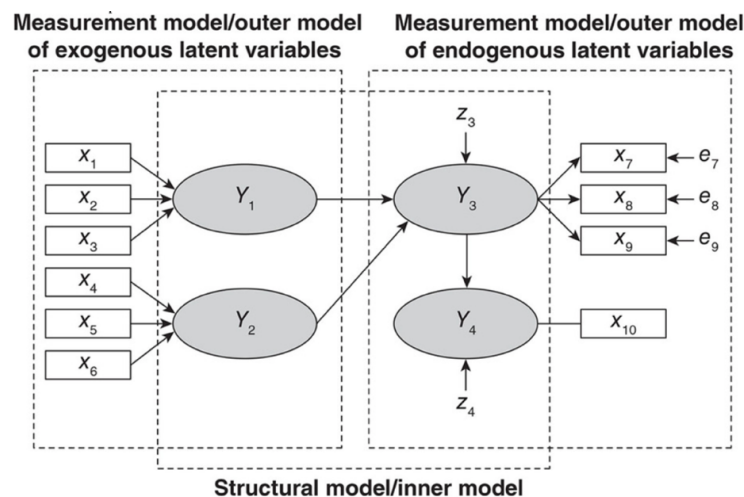 Measurement model/outer model
of exogenous latent variables
Measurement model/outer model
of endogenous latent variables
x1
x2
x3
x4
x5
x6
Y1
Y2
z3
Y3
Y4
z4
x7
x8
x9
x10
e7
e8
e9
Structural model/inner model